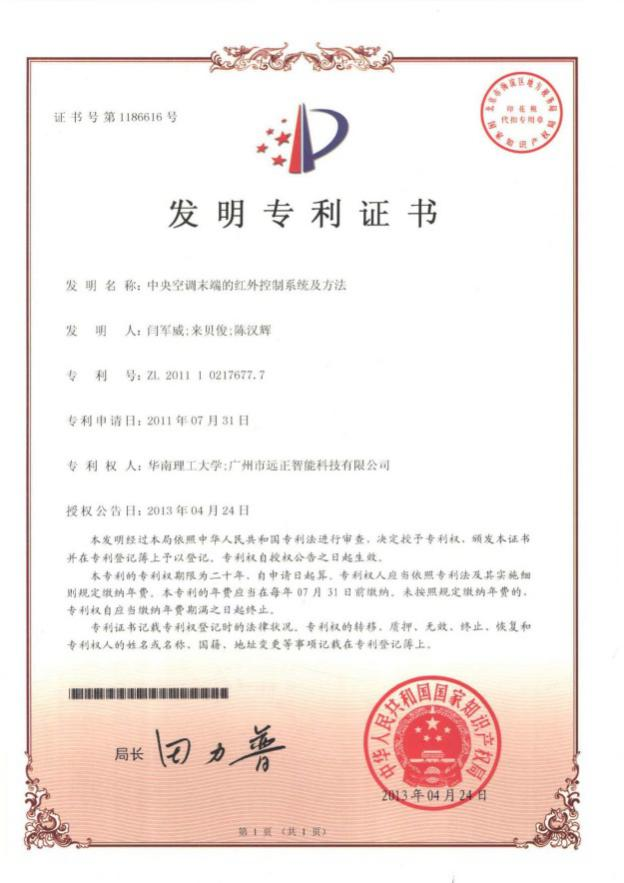 证书号第1186616号
北京市海淀区地方税务局
印花税
代扣专用章
国家知识产权局
发明专利证书
发明名称：中央空调末端的红外控制系统及方法
发明人：闫军威;来贝俊;陈汉辉
专利号：ZL 2011 1 0217677.7
专利申请日：2011年07月31日
专利权人：华南理工大学;广州市远正智能科技有限公司
授权公告日：2013年04月24日
本发明经过本局依照中华人民共和国专利法进行审查，决定授予专利权，颁发本证书
并在专利登记簿上予以登记。专利权自授权公告之日起生效。
本专利的专利权期限为二十年，自申请日起算。专利权人应当依照专利法及其实施细
则规定缴纳年费。本专利的年费应当在每年07月31日前缴纳。未按照规定缴纳年费的，
专利权自应当缴纳年费期满之日起终止。
专利证书记载专利权登记时的法律状况。专利权的转移、质押、无效、终止、恢复和
专利权人的姓名或名称、国籍、地址变更等事项记载在专利登记簿上。
局长 田力普
中华人民共和国国家知识产权局
2013年04月24日
第1页（共1页）